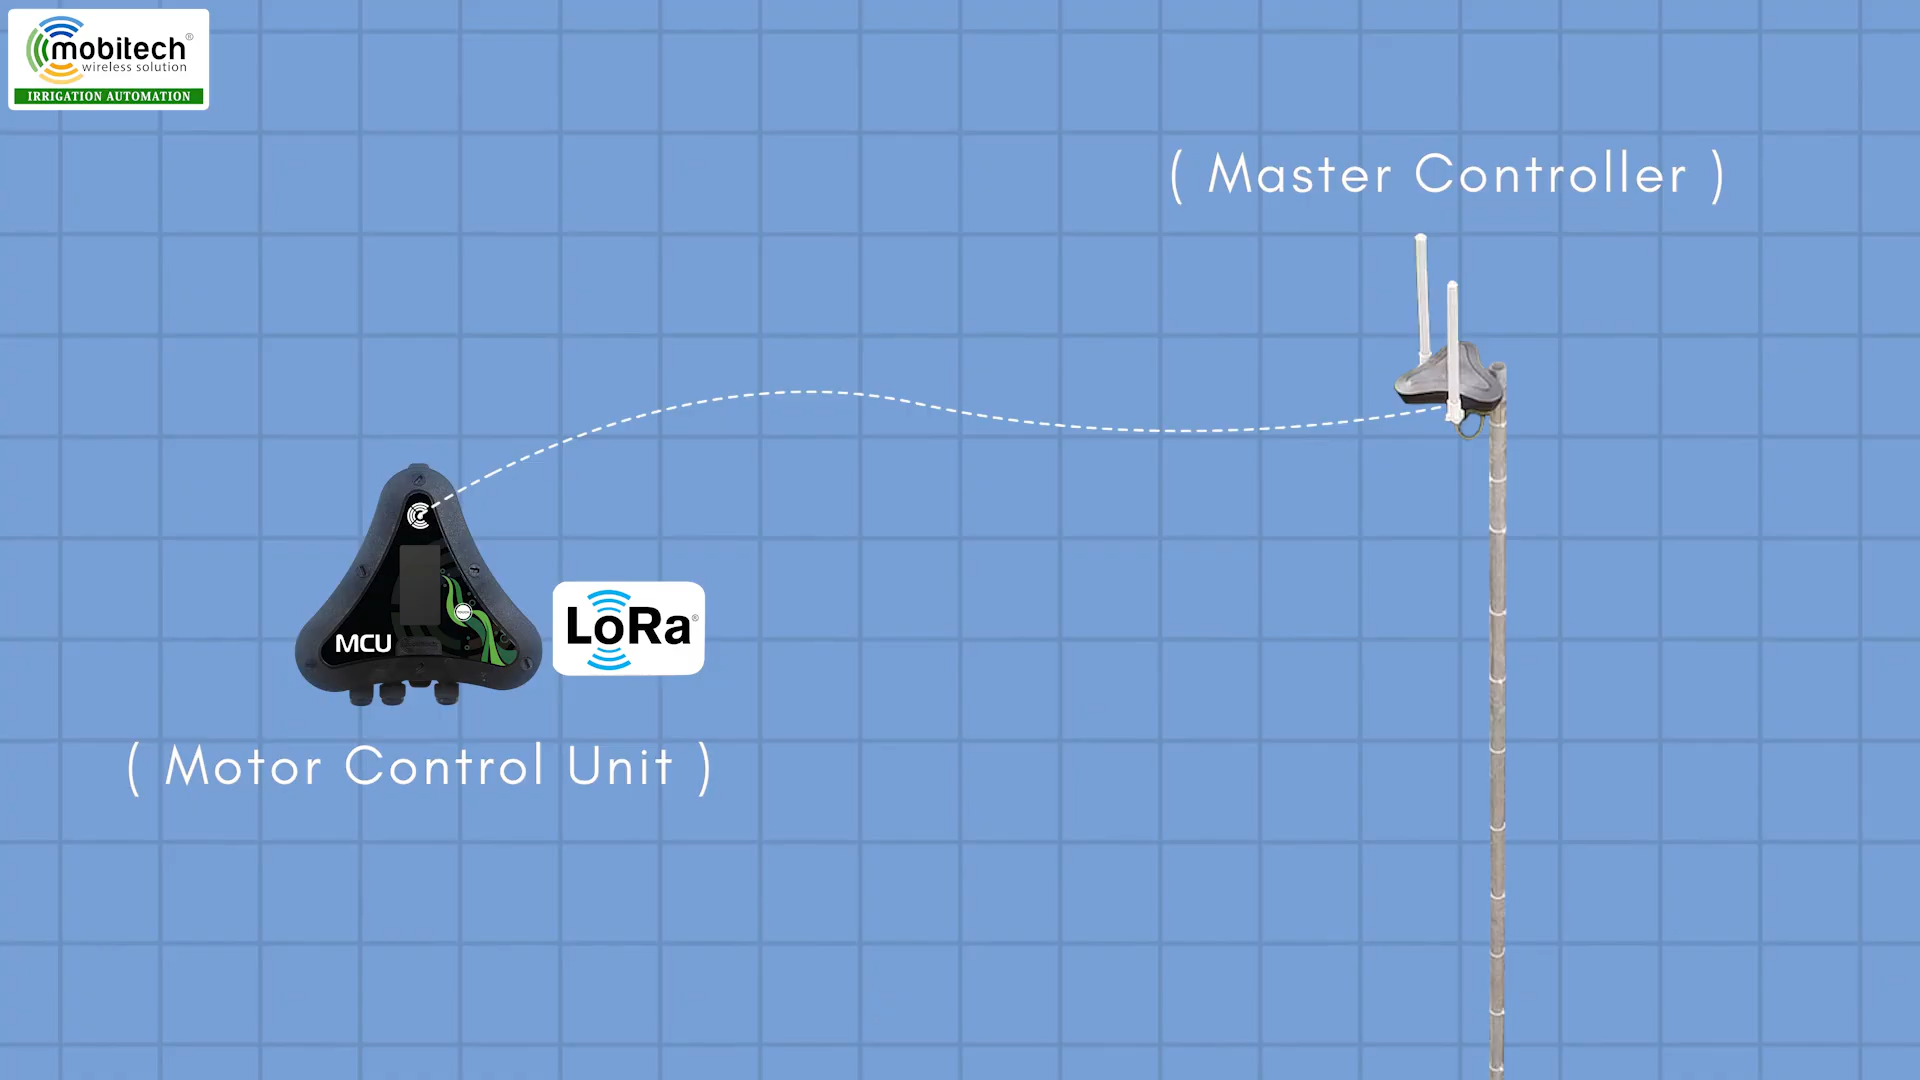 mobitech®
wireless solution
IRRIGATION AUTOMATION
( Master Controller )
MCU
LoRa®
( Motor Control Unit )